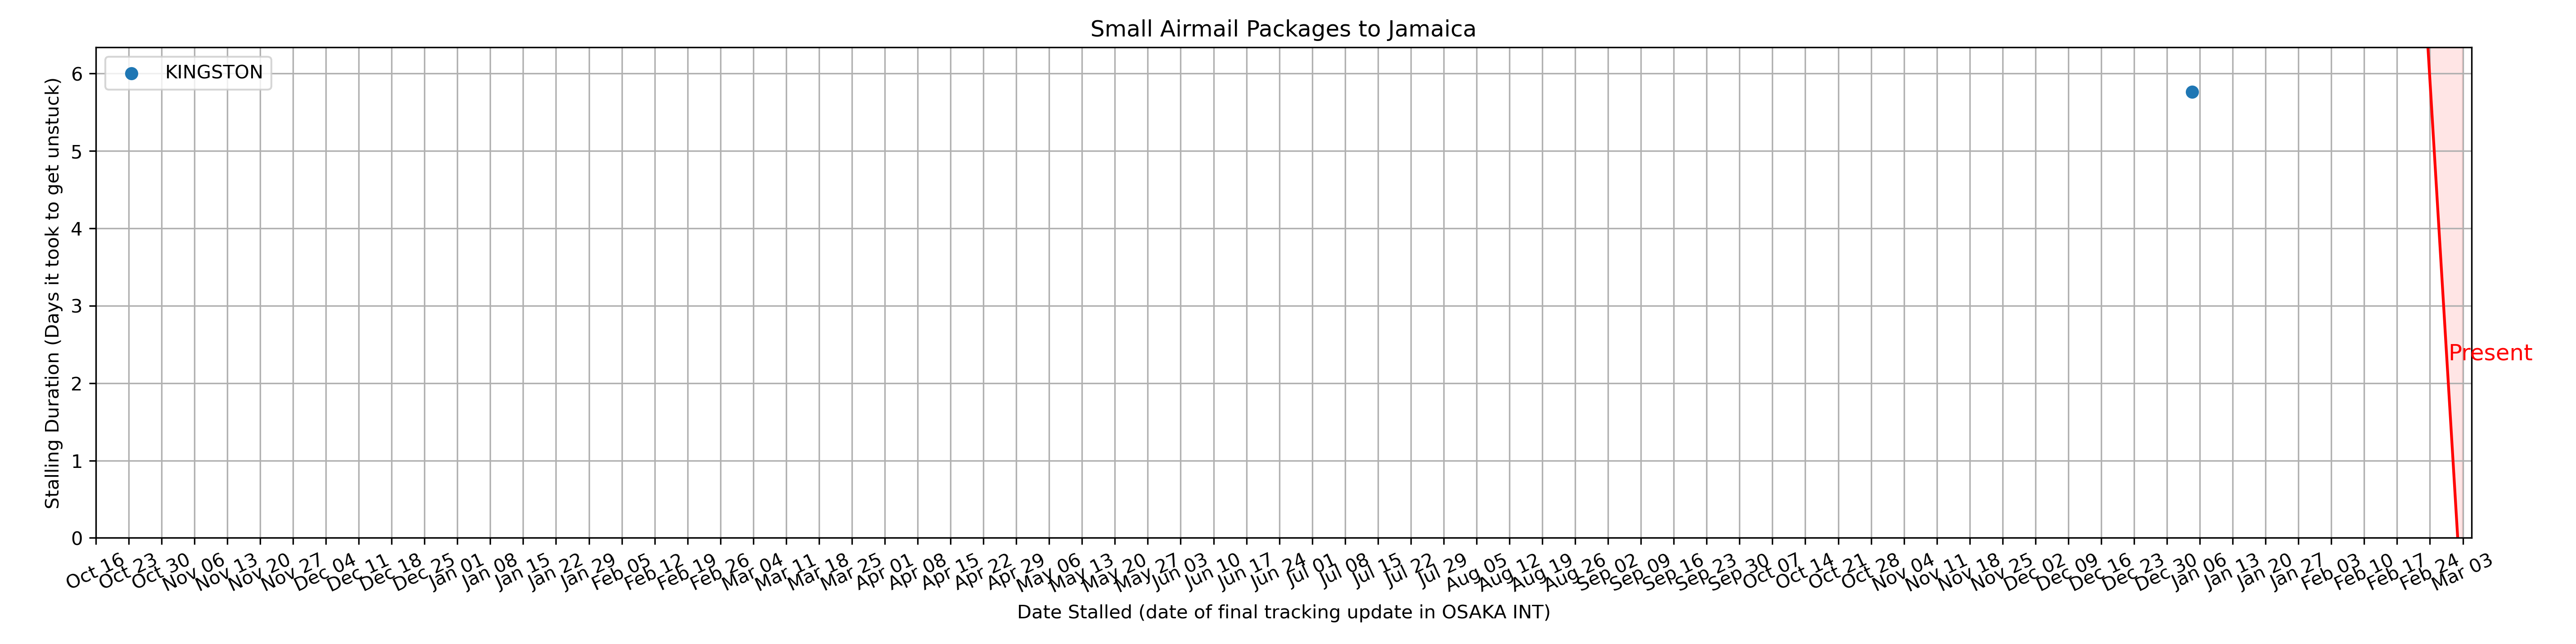 Small Airmail Packages to Jamaica
KINGSTON
Stalling Duration (Days it took to get unstuck)
6
5
4
3
2
1
0
Present
Oct 16 Oct 23 Oct 30 Nov 06 Nov 13 Nov 20 Nov 27 Dec 04 Dec 11 Dec 18 Dec 25 Jan 01 Jan 08 Jan 15 Jan 22 Jan 29 Feb 05 Feb 12 Feb 19 Feb 26 Mar 04 Mar 11 Mar 18 Mar 25 Apr 01 Apr 08 Apr 15 Apr 22 Apr 29 May 06 May 13 May 20 May 27 Jun 03 Jun 10 Jun 17 Jun 24 Jul 01 Jul 08 Jul 15 Jul 22 Jul 29 Aug 05 Aug 12 Aug 19 Aug 26 Sep 02 Sep 09 Sep 16 Sep 23 Sep 30 Oct 07 Oct 14 Oct 21 Oct 28 Nov 04 Nov 11 Nov 18 Nov 25 Dec 02 Dec 09 Dec 16 Dec 23 Dec 30 Jan 06 Jan 13 Jan 20 Jan 27 Feb 03 Feb 10 Feb 17 Feb 24 Mar 03
Date Stalled (date of final tracking update in OSAKA INT)